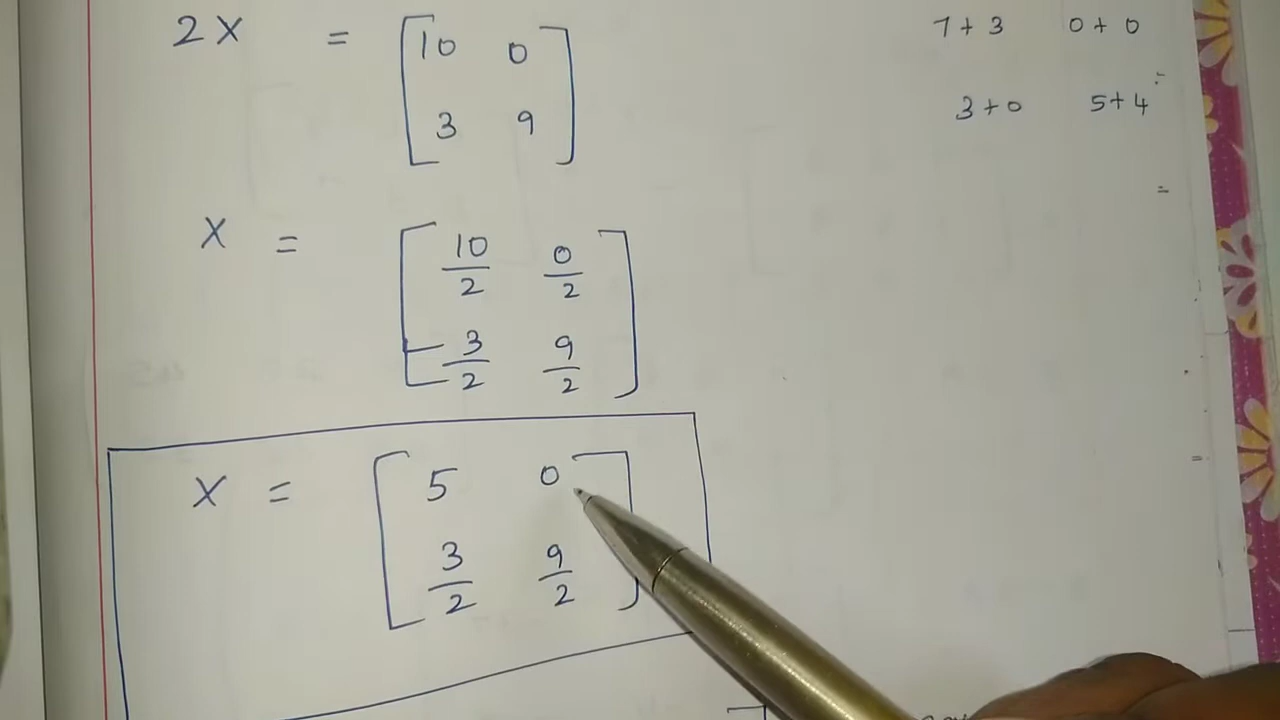 2X = [10 0
3 9]
7+3 0+0
3+0 5+4
=
X = [10/2 0/2
3/2 9/2]
=
X = [5 0
3/2 9/2]